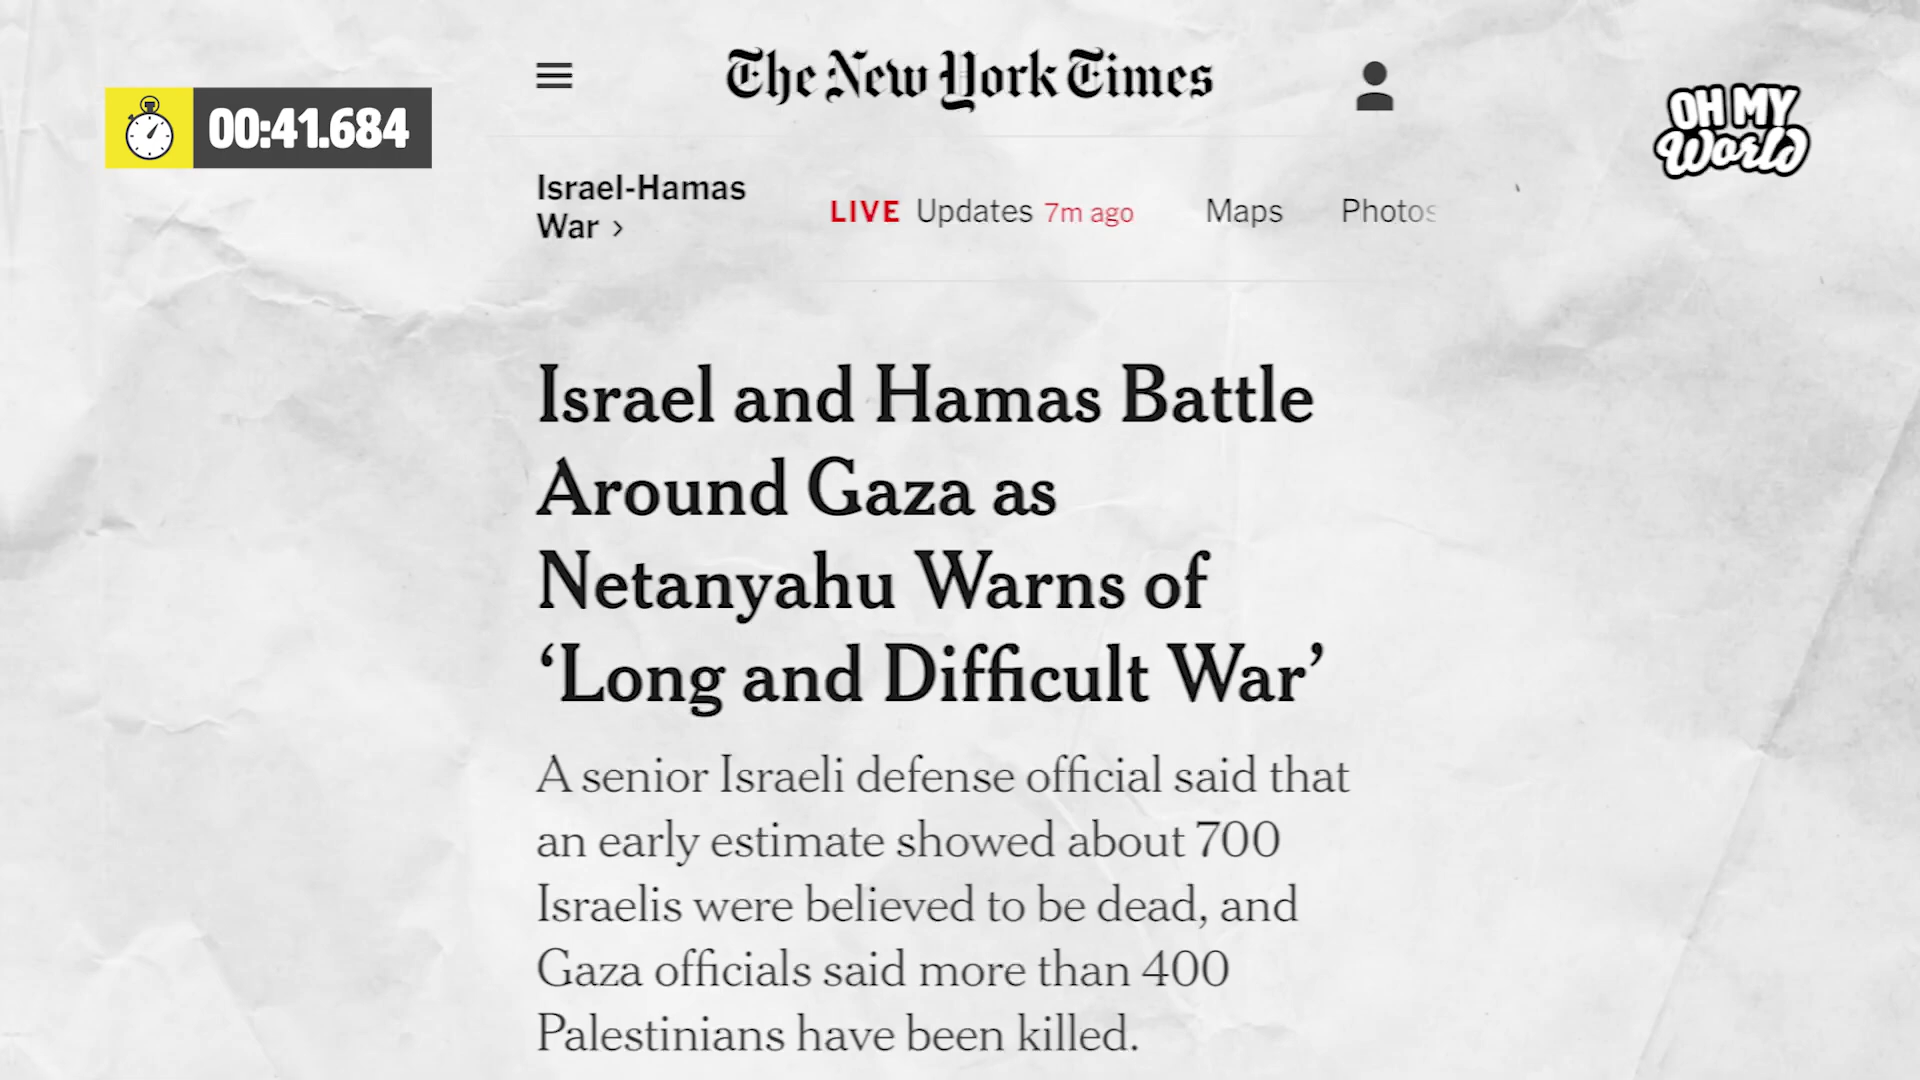 The New York Times
00:41.684
OH MY
World
Israel-Hamas
War >
LIVE Updates 7m ago Maps Photos
Israel and Hamas Battle
Around Gaza as
Netanyahu Warns of
‘Long and Difficult War’
A senior Israeli defense official said that
an early estimate showed about 700
Israelis were believed to be dead, and
Gaza officials said more than 400
Palestinians have been killed.